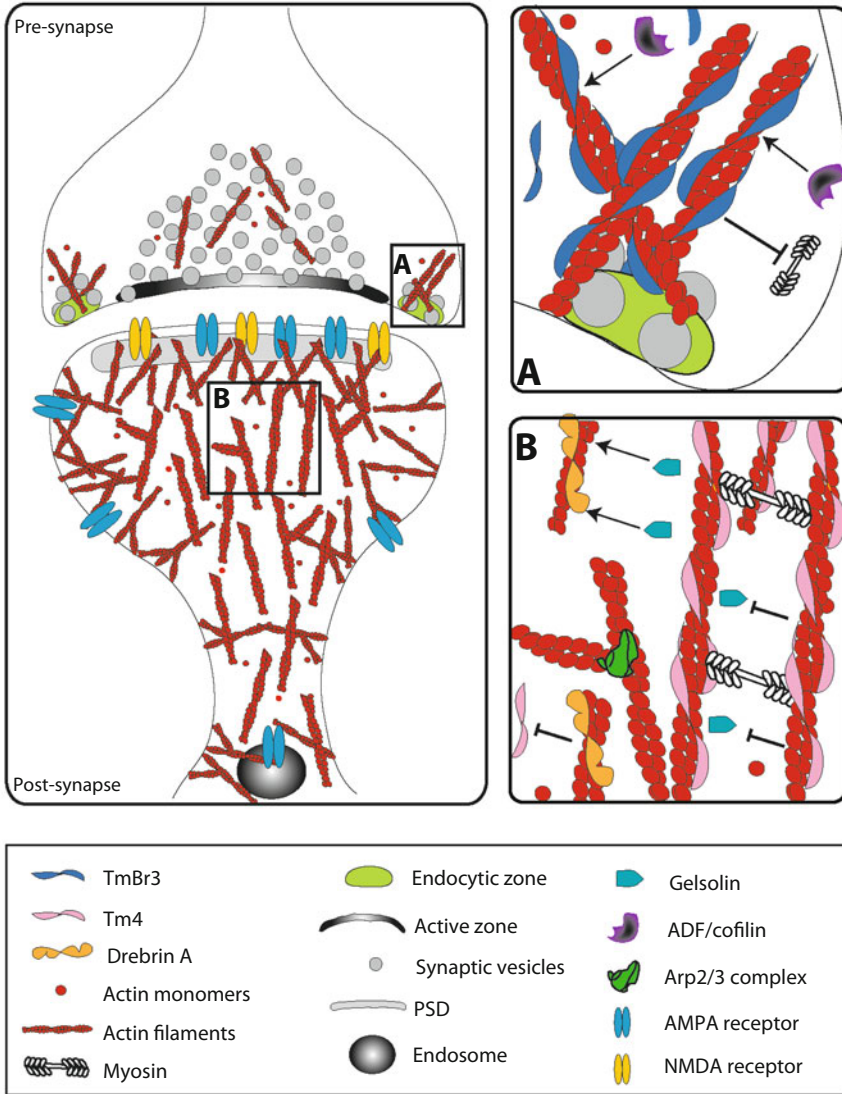 Pre-synapse
A
B
Post-synapse
A
B
TmBr3
Tm4
Drebrin A
Actin monomers
Actin filaments
Myosin
Endocytic zone
Active zone
Synaptic vesicles
PSD
Endosome
Gelsolin
ADF/cofilin
Arp2/3 complex
AMPA receptor
NMDA receptor